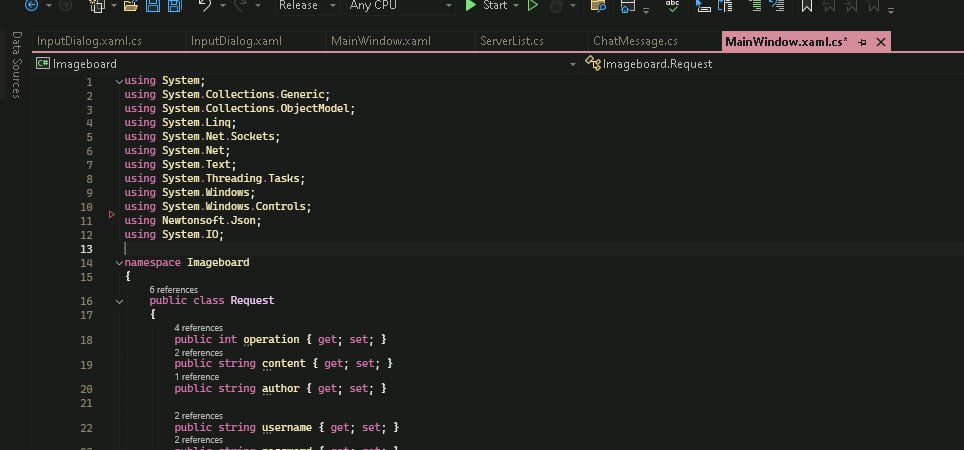 Release Any CPU Start
Data Sources
InputDialog.xaml.cs InputDialog.xaml MainWindow.xaml ServerList.cs ChatMessage.cs MainWindow.xaml.cs*
C# Imageboard Imageboard.Request
1 using System;
2 using System.Collections.Generic;
3 using System.Collections.ObjectModel;
4 using System.Linq;
5 using System.Net.Sockets;
6 using System.Net;
7 using System.Text;
8 using System.Threading.Tasks;
9 using System.Windows;
10 using System.Windows.Controls;
11 using Newtonsoft.Json;
12 using System.IO;
13
14 namespace Imageboard
15 {
6 references
16 public class Request
17 {
4 references
18 public int operation { get; set; }
2 references
19 public string content { get; set; }
1 reference
20 public string author { get; set; }
21
2 references
22 public string username { get; set; }
2 references